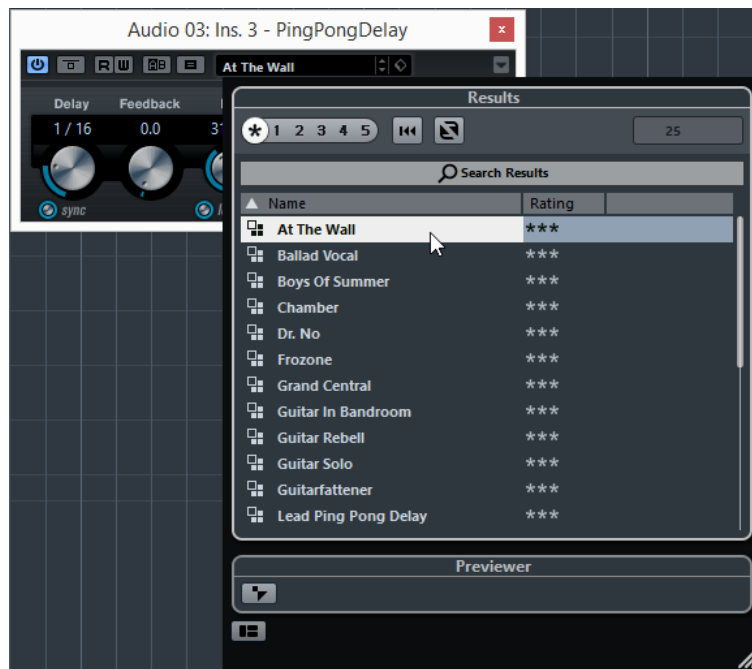 Audio 03: Ins. 3 - PingPongDelay
x
R W AB
At The Wall
Delay Feedback
1 / 16 0.0
sync
Results
* 1 2 3 4 5 25
Search Results
Name Rating
At The Wall ***
Ballad Vocal ***
Boys Of Summer ***
Chamber ***
Dr. No ***
Frozone ***
Grand Central ***
Guitar In Bandroom ***
Guitar Rebell ***
Guitar Solo ***
Guitarfattener ***
Lead Ping Pong Delay ***
Previewer